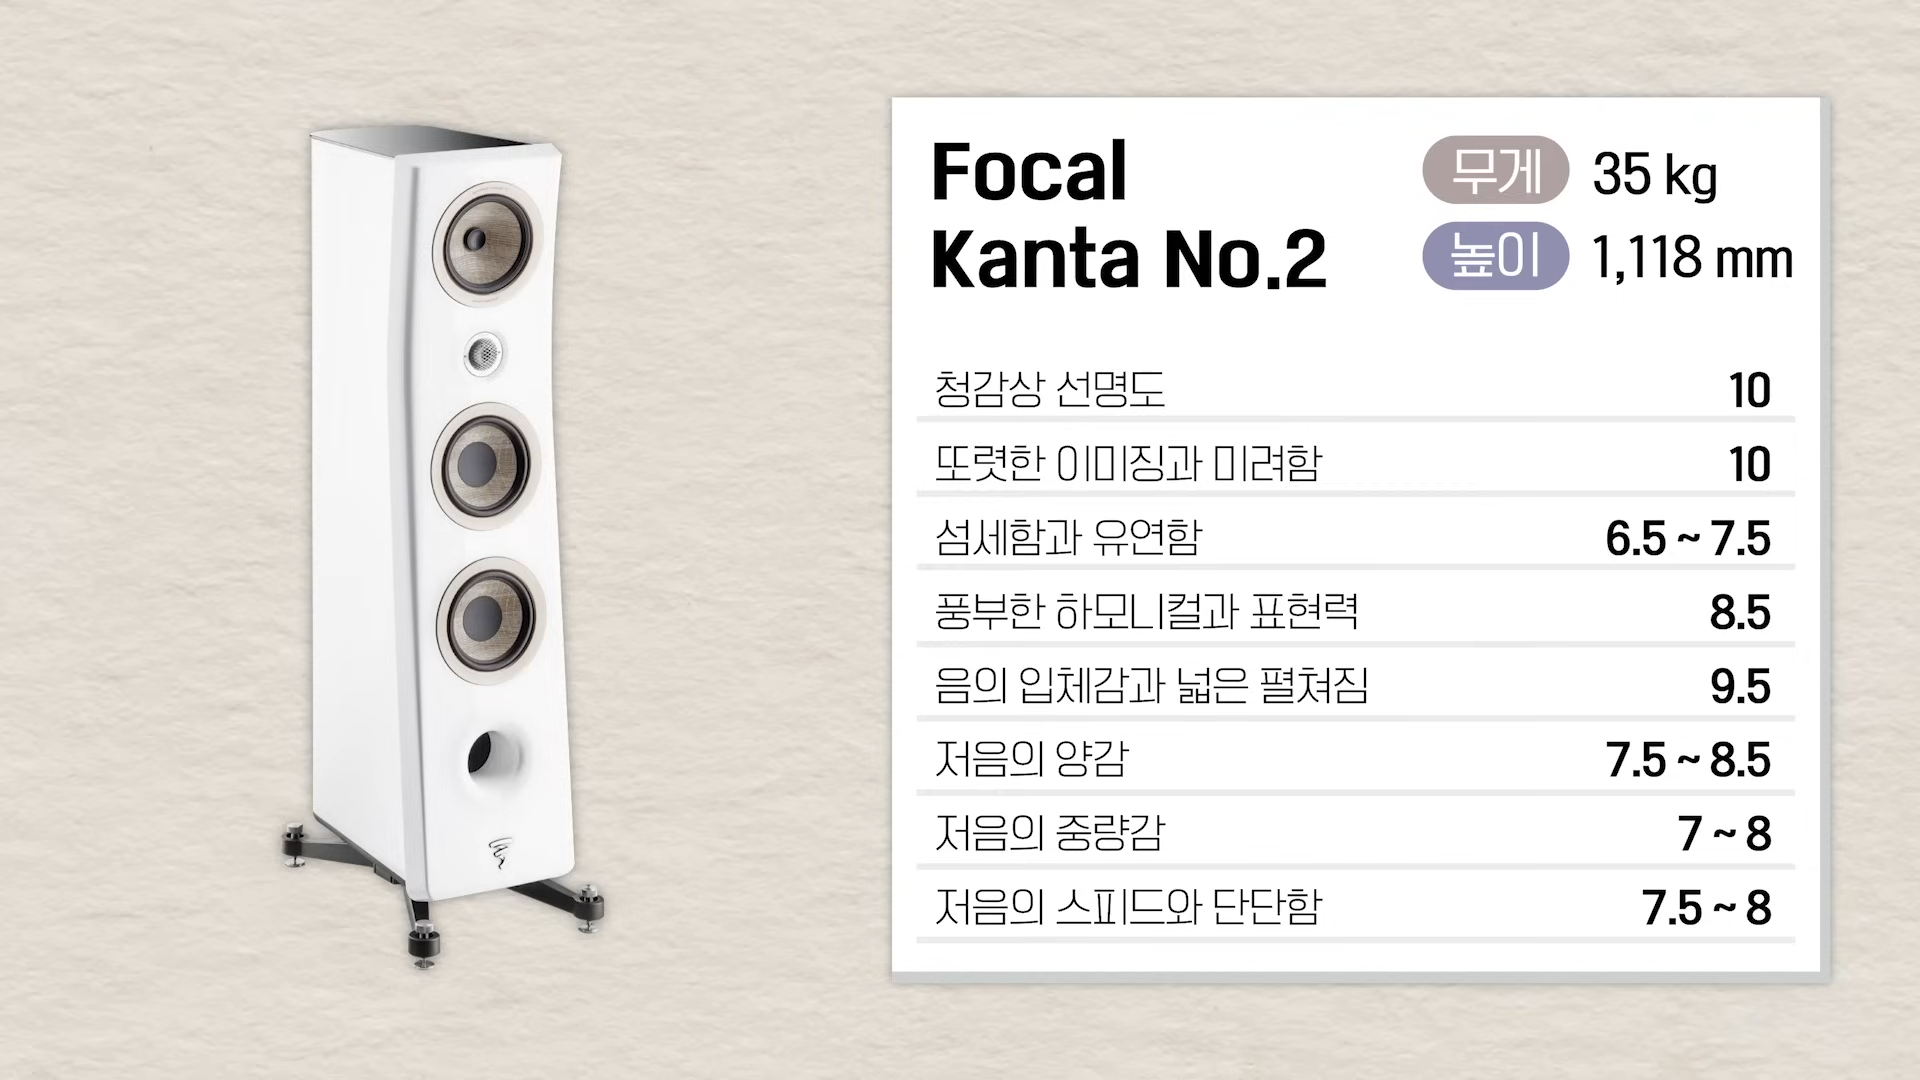 Focal
Kanta No.2
무게 35 kg
높이 1,118 mm
청감상 선명도 10
또렷한 이미징과 미려함 10
섬세함과 유연함 6.5 ~ 7.5
풍부한 하모니컬과 표현력 8.5
음의 입체감과 넓은 펼쳐짐 9.5
저음의 양감 7.5 ~ 8.5
저음의 중량감 7 ~ 8
저음의 스피드와 단단함 7.5 ~ 8